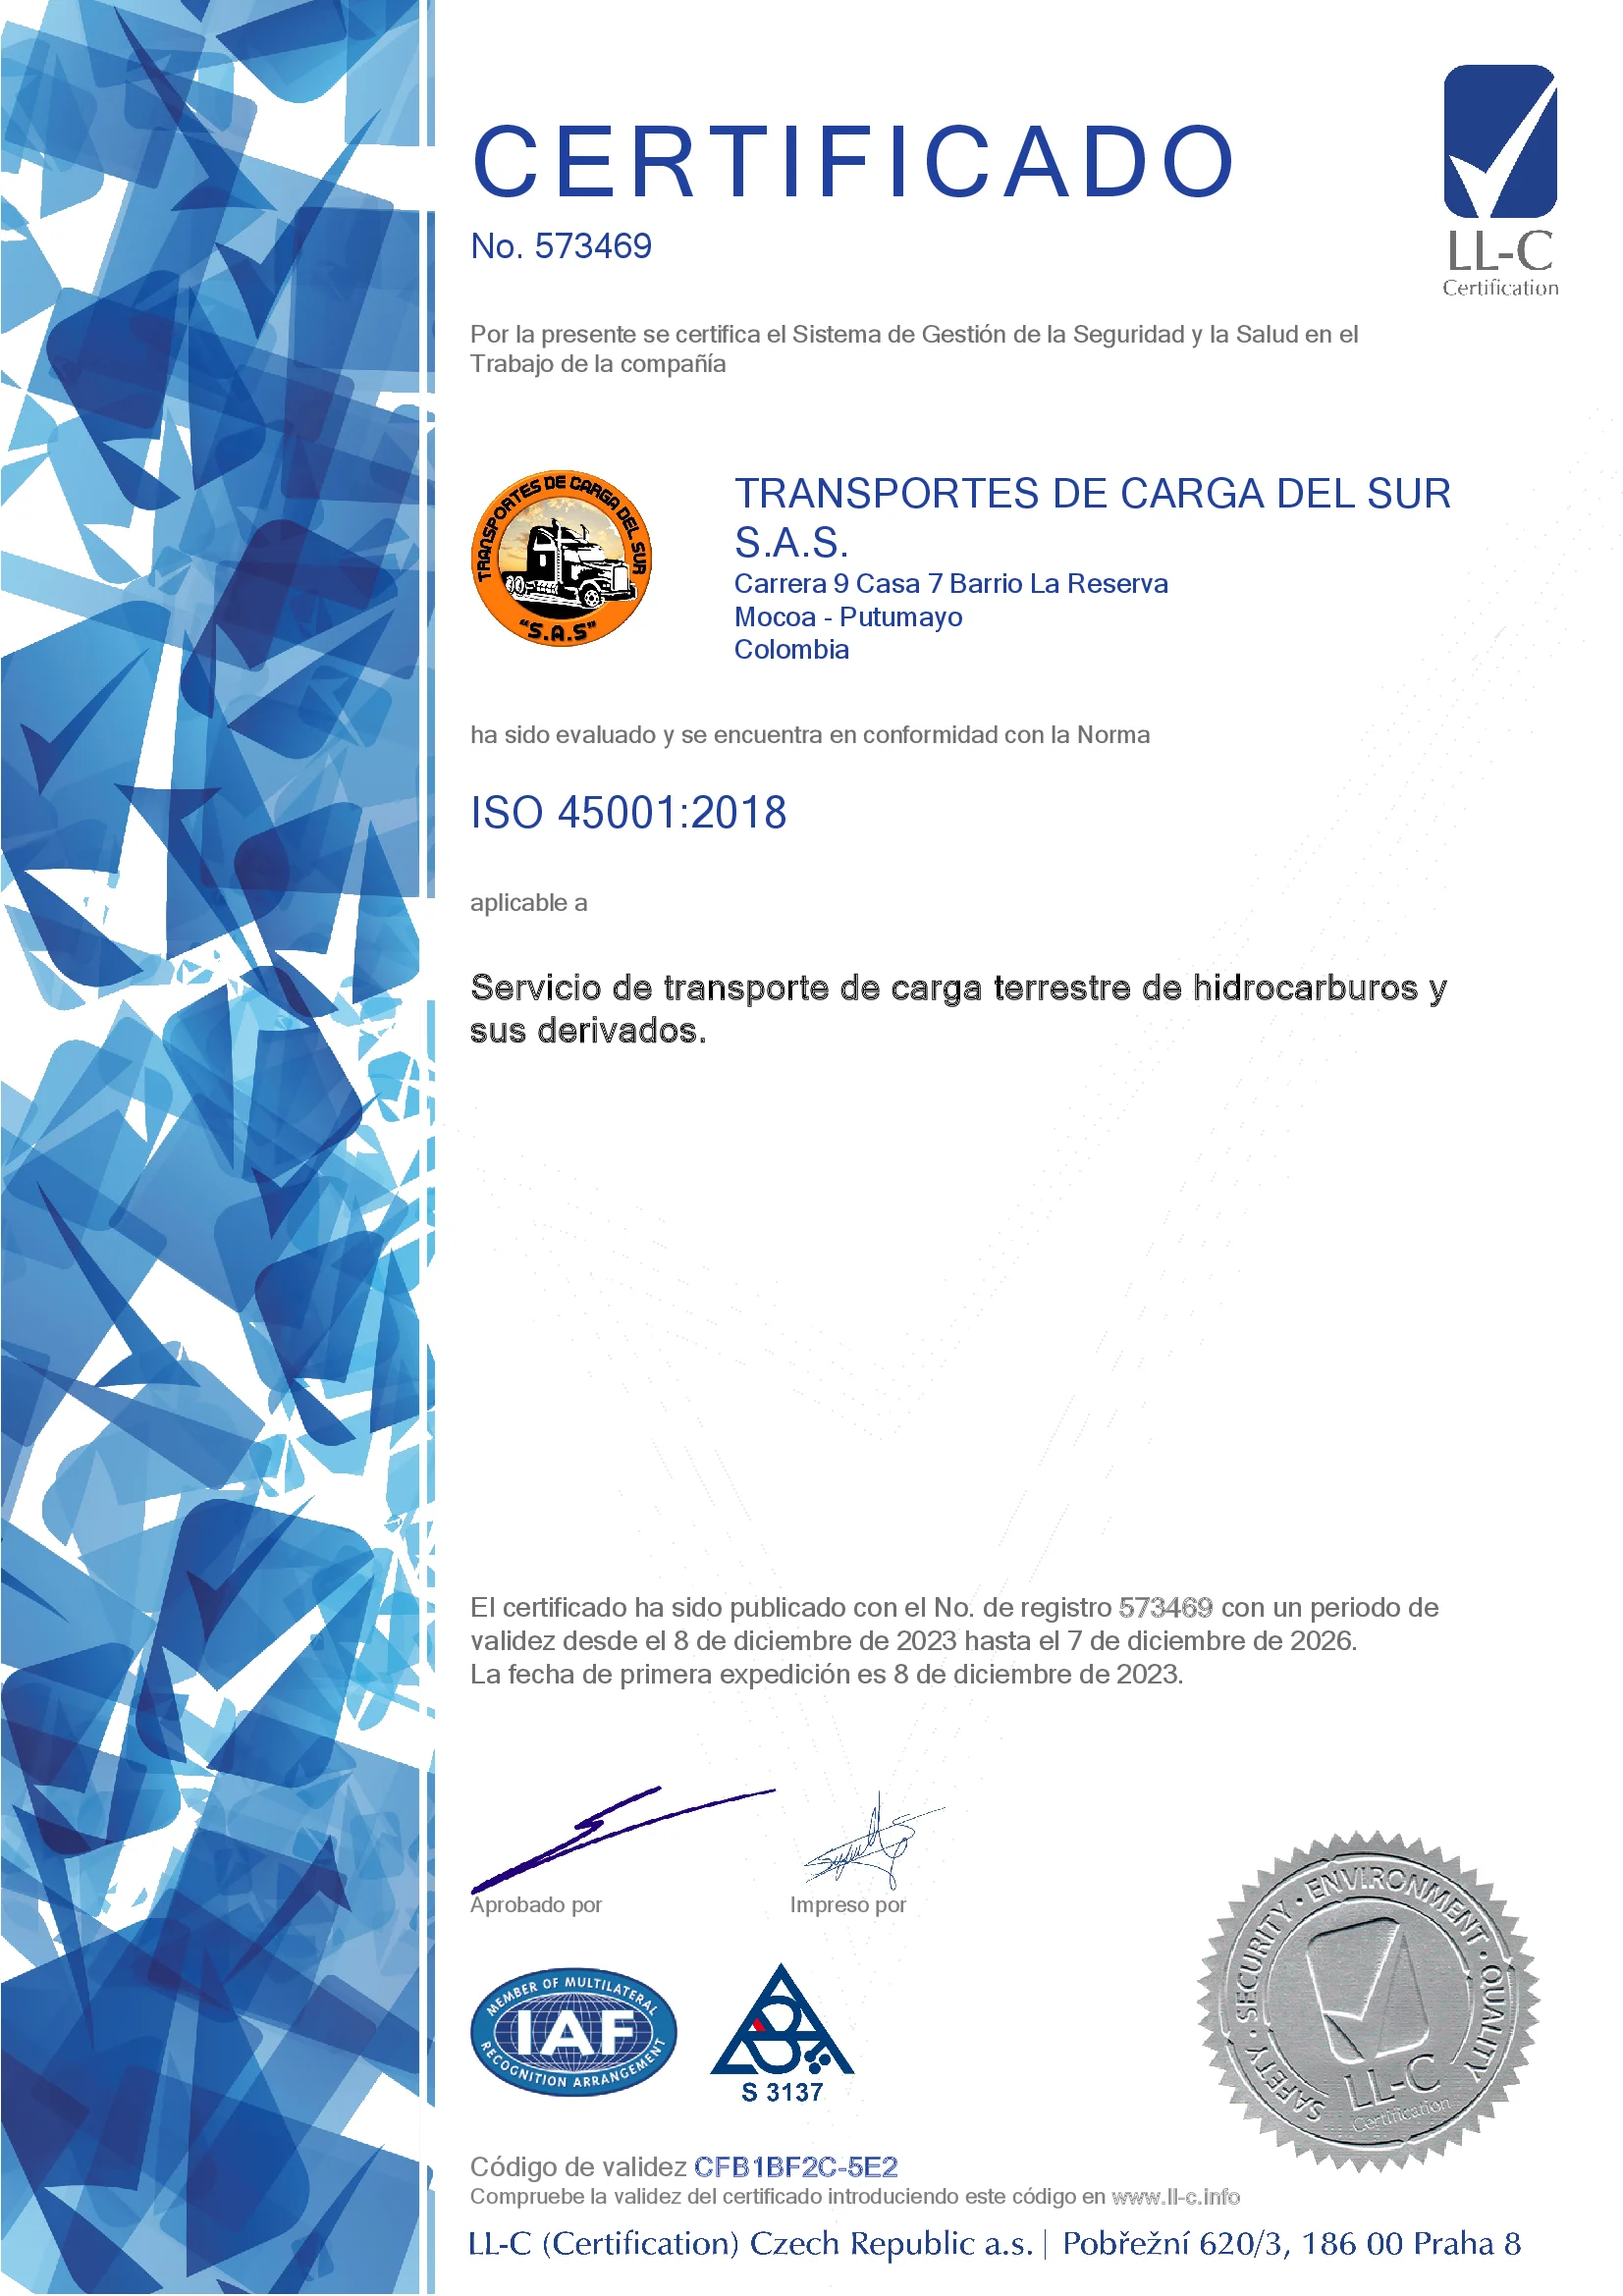 CERTIFICADO
No. 573469
LL-C
Certification
Por la presente se certifica el Sistema de Gestión de la Seguridad y la Salud en el
Trabajo de la compañía
TRANSPORTES DE CARGA DEL SUR
"S.A.S"
TRANSPORTES DE CARGA DEL SUR
S.A.S.
Carrera 9 Casa 7 Barrio La Reserva
Mocoa - Putumayo
Colombia
ha sido evaluado y se encuentra en conformidad con la Norma
ISO 45001:2018
aplicable a
Servicio de transporte de carga terrestre de hidrocarburos y
sus derivados.
El certificado ha sido publicado con el No. de registro 573469 con un periodo de
validez desde el 8 de diciembre de 2023 hasta el 7 de diciembre de 2026.
La fecha de primera expedición es 8 de diciembre de 2023.
Aprobado por
Impreso por
MEMBER OF MULTILATERAL
IAF
RECOGNITION ARRANGEMENT
S 3137
SAFETY · SECURITY · ENVIRONMENT · QUALITY
LL-C
Certification
Código de validez CFB1BF2C-5E2
Compruebe la validez del certificado introduciendo este código en www.ll-c.info
LL-C (Certification) Czech Republic a.s. | Pobřežní 620/3, 186 00 Praha 8